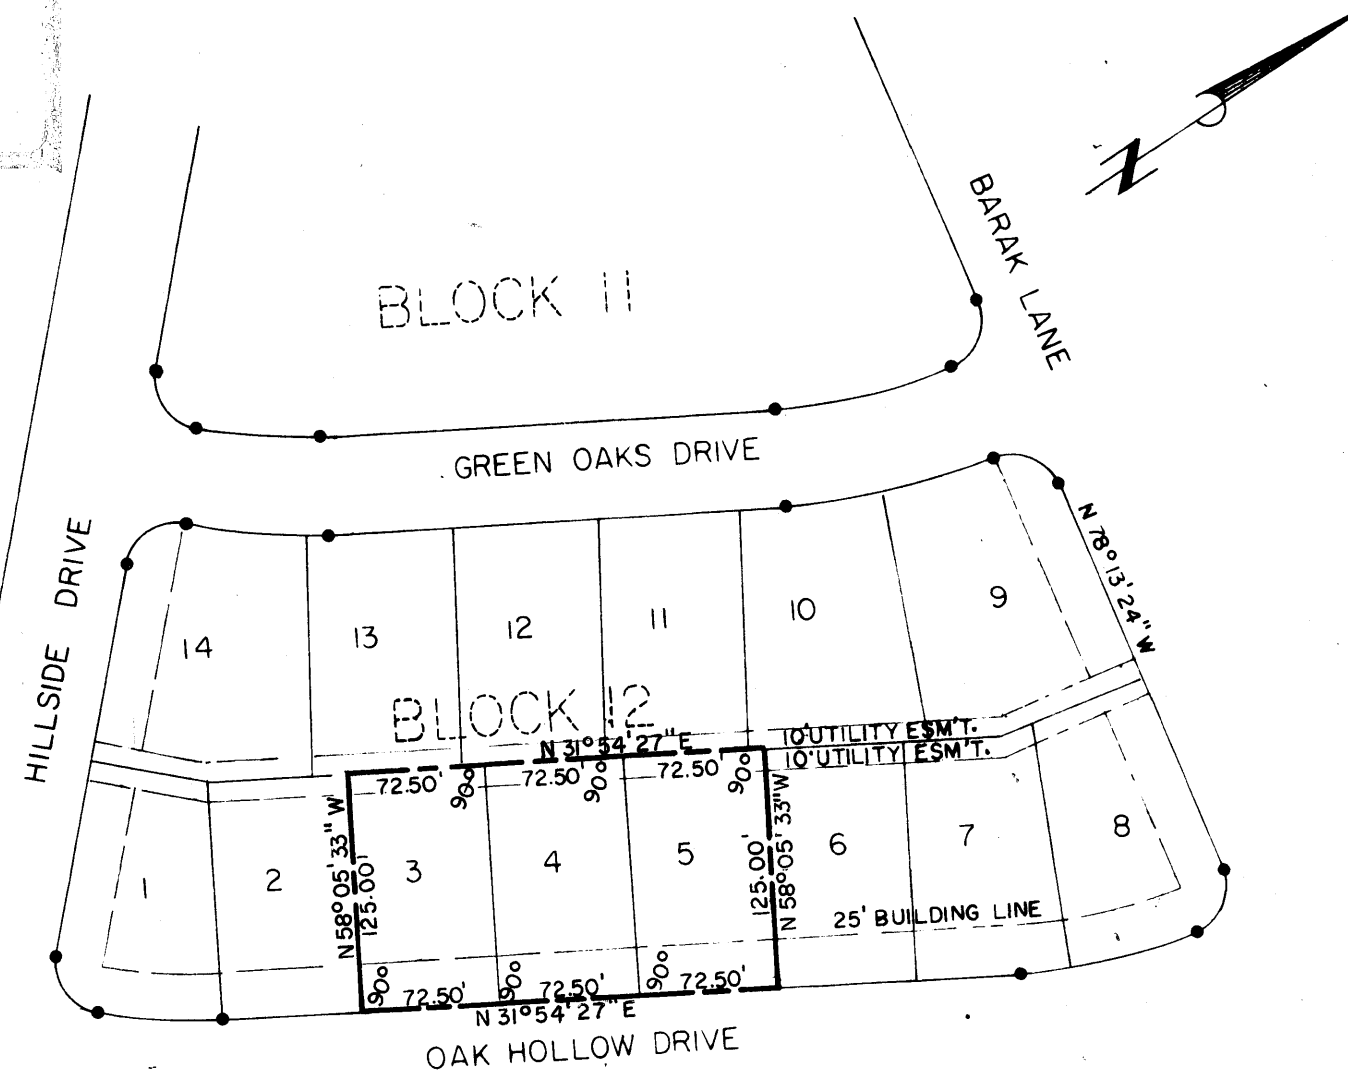 N
BARAK LANE
BLOCK 11
GREEN OAKS DRIVE
HILLSIDE DRIVE
N 78°13'24" W
14
13
12
11
10
9
BLOCK 12
N 31°54'27" E
10' UTILITY ESM'T.
10' UTILITY ESM'T.
72.50'
90°
72.50'
90°
72.50'
90°
N 58°05'33" W
125.00'
125.00'
N 58°05'33" W
1
2
3
4
5
6
7
8
25' BUILDING LINE
90°
72.50'
90°
72.50'
90°
72.50'
N 31°54'27" E
OAK HOLLOW DRIVE